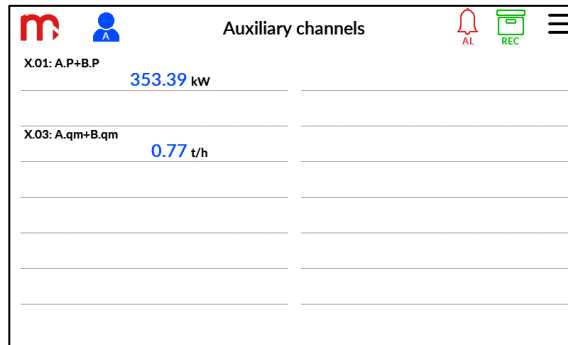 m
A
Auxiliary channels
AL
REC
X.01: A.P+B.P
353.39 kW
X.03: A.qm+B.qm
0.77 t/h